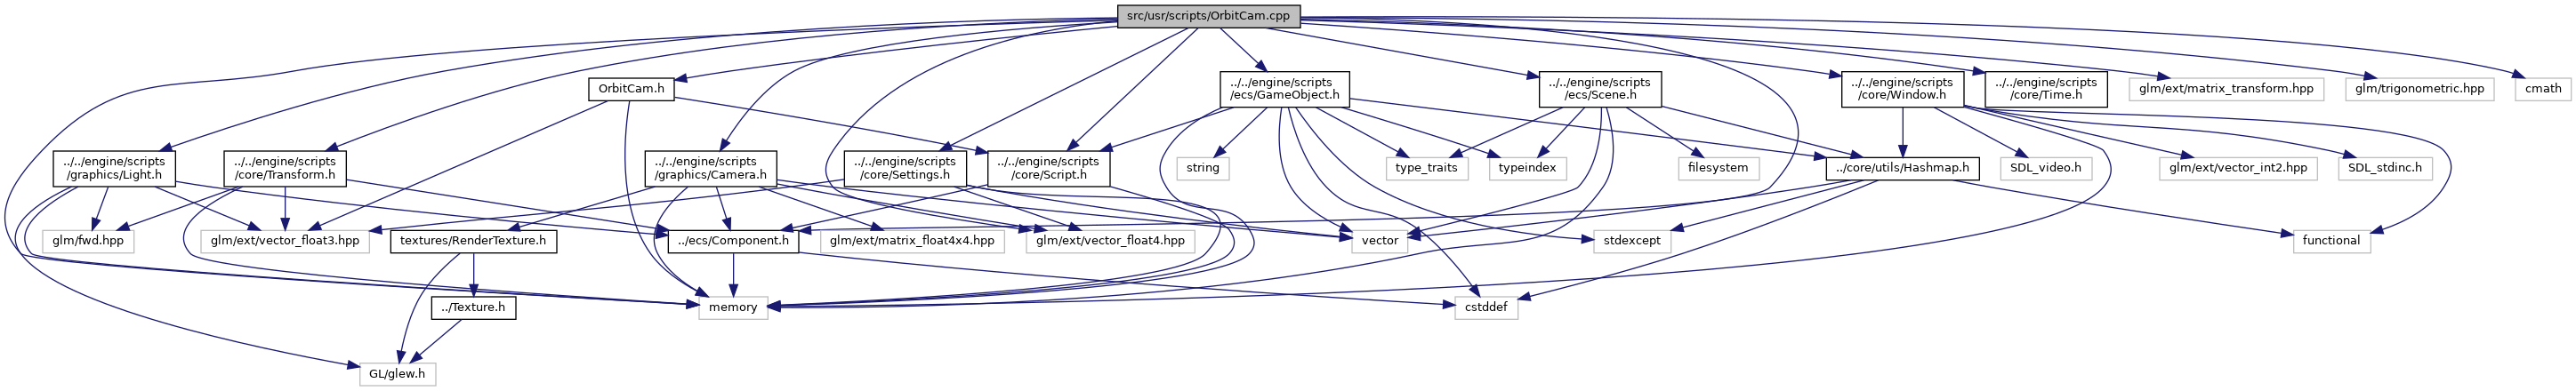 src/usr/scripts/OrbitCam.cpp
OrbitCam.h
../../engine/scripts
/ecs/GameObject.h
../../engine/scripts
/ecs/Scene.h
../../engine/scripts
/core/Window.h
../../engine/scripts
/core/Time.h
glm/ext/matrix_transform.hpp
glm/trigonometric.hpp
cmath
../../engine/scripts
/graphics/Light.h
../../engine/scripts
/core/Transform.h
../../engine/scripts
/graphics/Camera.h
../../engine/scripts
/core/Settings.h
../../engine/scripts
/core/Script.h
string
type_traits
typeindex
filesystem
../core/utils/Hashmap.h
SDL_video.h
glm/ext/vector_int2.hpp
SDL_stdinc.h
glm/fwd.hpp
glm/ext/vector_float3.hpp
textures/RenderTexture.h
../ecs/Component.h
glm/ext/matrix_float4x4.hpp
glm/ext/vector_float4.hpp
vector
stdexcept
functional
../Texture.h
memory
cstddef
GL/glew.h